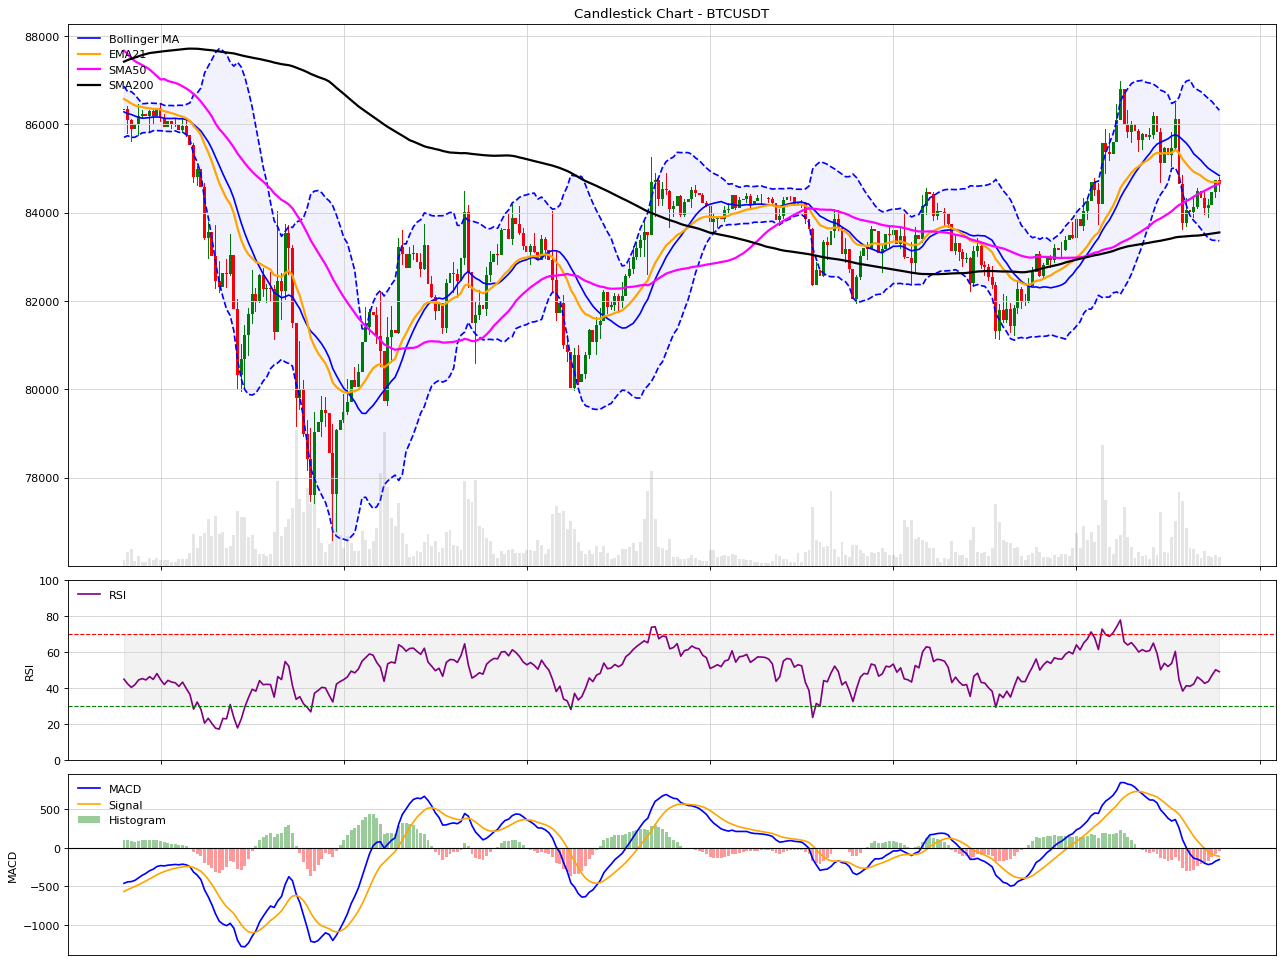 Candlestick Chart - BTCUSDT
88000
86000
84000
82000
80000
78000
Bollinger MA
EMA21
SMA50
SMA200
100
80
60
40
20
0
RSI
RSI
500
0
−500
−1000
MACD
MACD
Signal
Histogram